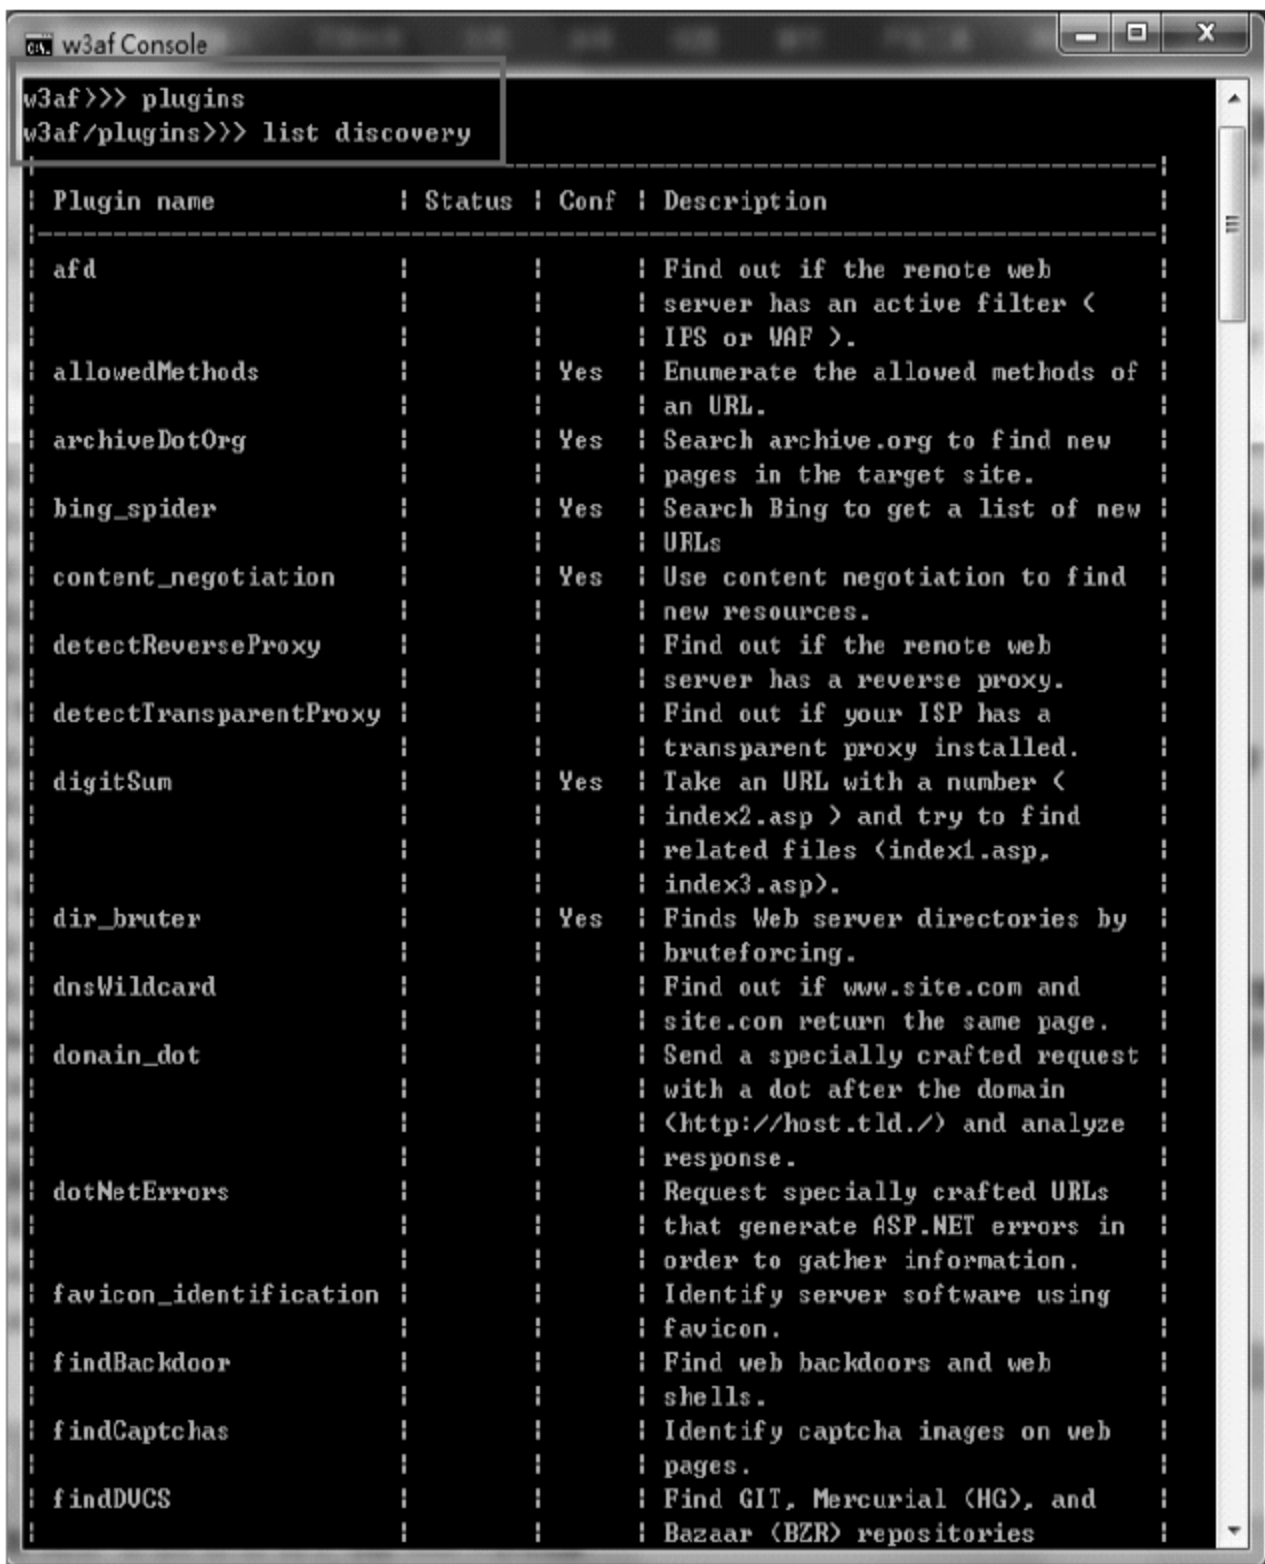 w3af Console
w3af>>> plugins
w3af/plugins>>> list discovery
| Plugin name | Status | Conf | Description |
| afd | | | Find out if the renote web |
| | | | server has an active filter ( |
| | | | IPS or WAF ). |
| allowedMethods | | Yes | Enumerate the allowed methods of |
| | | | an URL. |
| archiveDotOrg | | Yes | Search archive.org to find new |
| | | | pages in the target site. |
| bing_spider | | Yes | Search Bing to get a list of new |
| | | | URLs |
| content_negotiation | | Yes | Use content negotiation to find |
| | | | new resources. |
| detectReverseProxy | | | Find out if the renote web |
| | | | server has a reverse proxy. |
| detectTransparentProxy | | | Find out if your ISP has a |
| | | | transparent proxy installed. |
| digitSum | | Yes | Take an URL with a number ( |
| | | | index2.asp ) and try to find |
| | | | related files (index1.asp, |
| | | | index3.asp). |
| dir_bruter | | Yes | Finds Web server directories by |
| | | | bruteforcing. |
| dnsWildcard | | | Find out if www.site.com and |
| | | | site.con return the same page. |
| donain_dot | | | Send a specially crafted request |
| | | | with a dot after the domain |
| | | | (http://host.tld./) and analyze |
| | | | response. |
| dotNetErrors | | | Request specially crafted URLs |
| | | | that generate ASP.NET errors in |
| | | | order to gather information. |
| favicon_identification | | | Identify server software using |
| | | | favicon. |
| findBackdoor | | | Find web backdoors and web |
| | | | shells. |
| findCaptchas | | | Identify captcha inages on web |
| | | | pages. |
| findDVCS | | | Find GIT, Mercurial (HG), and |
| | | | Bazaar (BZR) repositories |